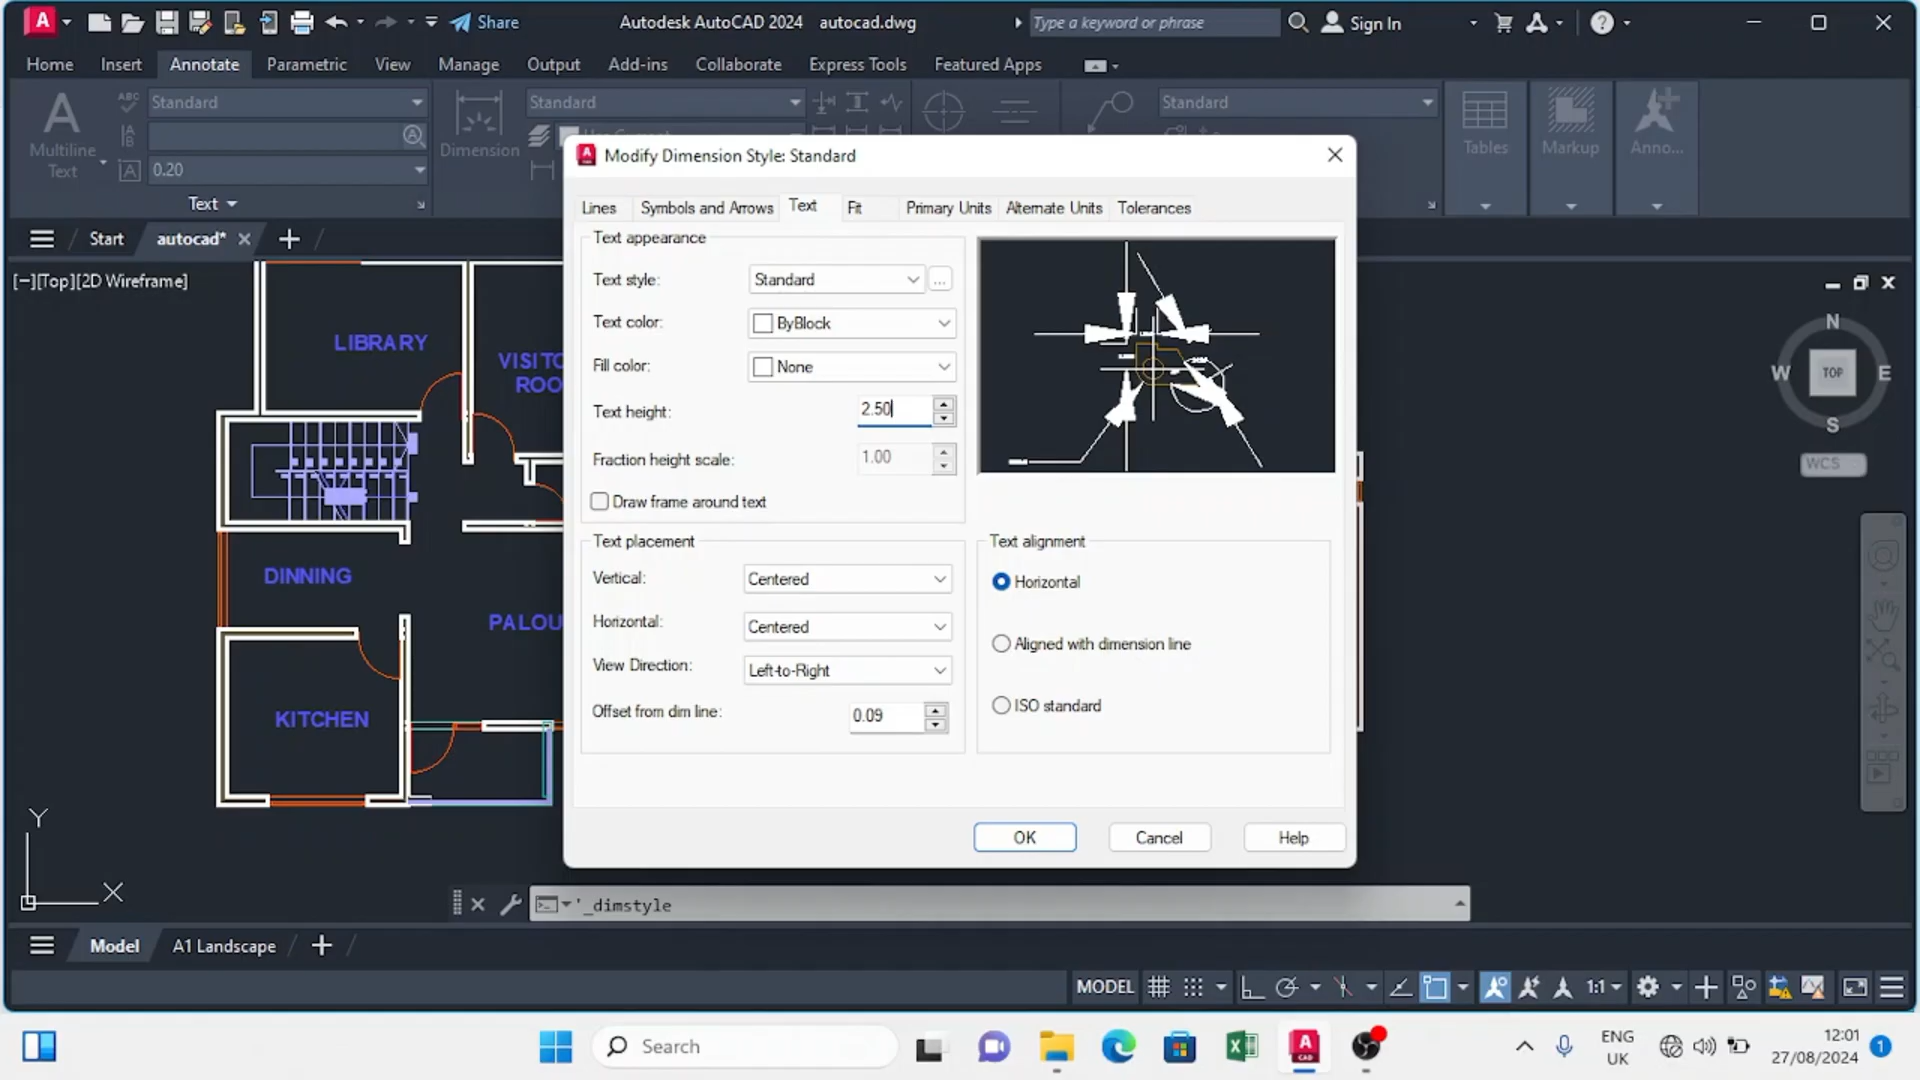 Share
Autodesk AutoCAD 2024 autocad.dwg
Type a keyword or phrase
Sign In
Home Insert Annotate Parametric View Manage Output Add-ins Collaborate Express Tools Featured Apps
Multiline Text
Standard
0.20
Text
Dimension
Standard
Standard
Tables
Markup
Anno...
Start autocad*
[−][Top][2D Wireframe]
LIBRARY
DINNING
KITCHEN
Modify Dimension Style: Standard
Lines Symbols and Arrows Text Fit Primary Units Alternate Units Tolerances
Text appearance
Text style: Standard ...
Text color: ByBlock
Fill color: None
Text height: 2.50
Fraction height scale: 1.00
Draw frame around text
Text placement
Vertical: Centered
Horizontal: Centered
View Direction: Left-to-Right
Offset from dim line: 0.09
Text alignment
Horizontal
Aligned with dimension line
ISO standard
OK Cancel Help
N
W TOP E
S
WCS
Y
X
'_dimstyle
Model A1 Landscape
MODEL 1:1
Search
ENG
UK
12:01
27/08/2024
1